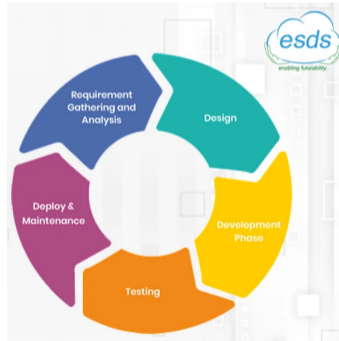 esds
enabling futurability
Requirement
Gathering and
Analysis
Design
Development
Phase
Testing
Deploy &
Maintenance